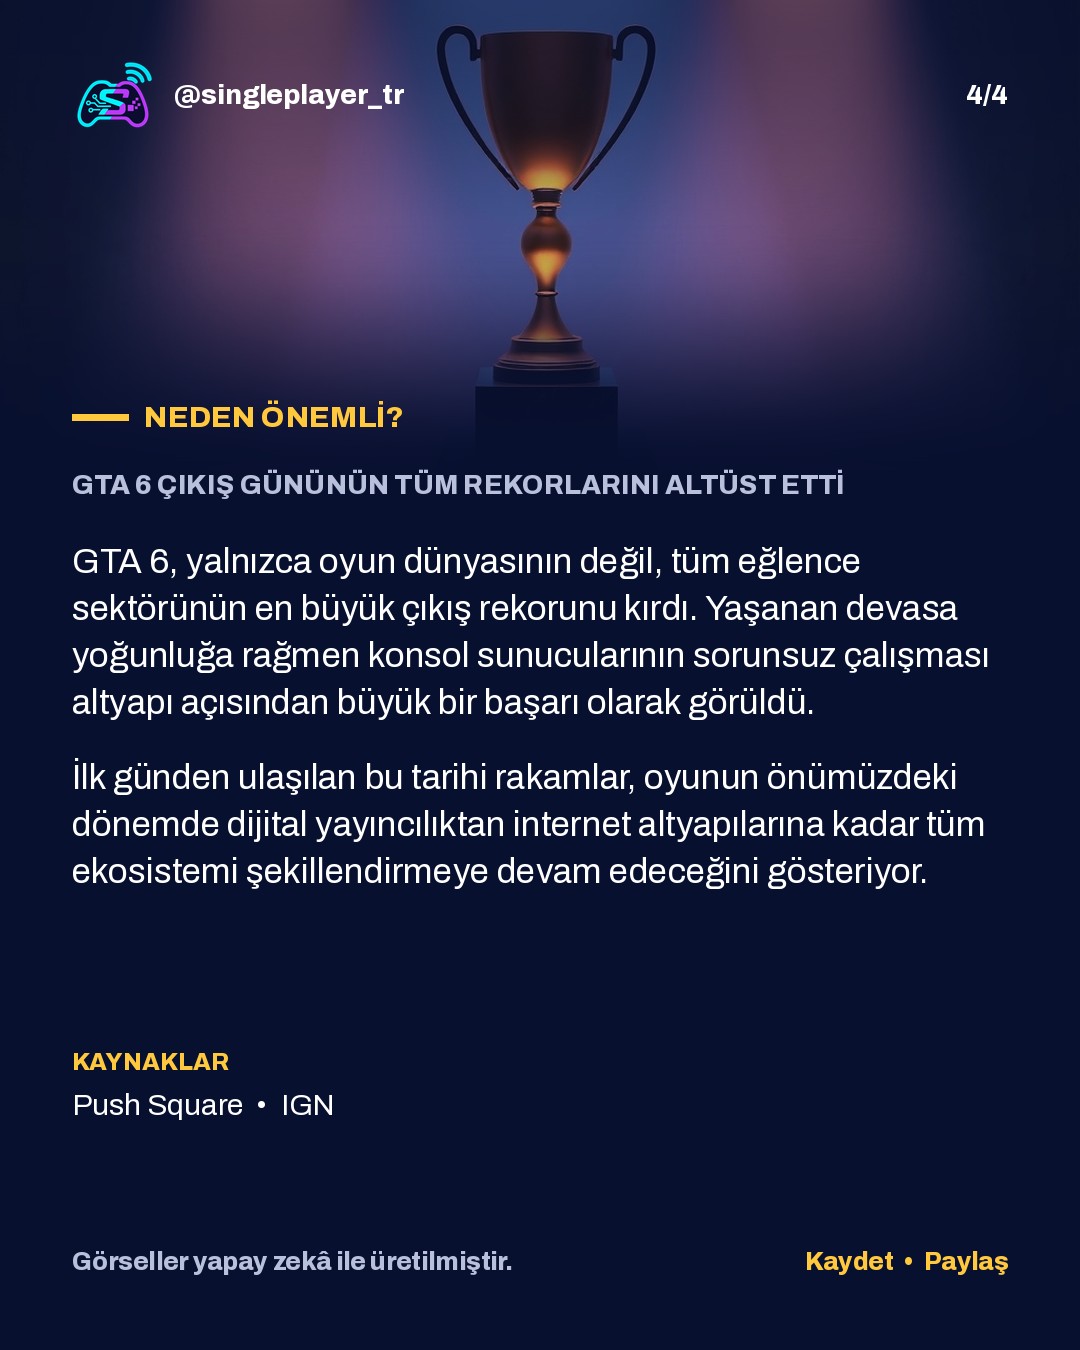 @singleplayer_tr
4/4
NEDEN ÖNEMLİ?
GTA 6 ÇIKIŞ GÜNÜNÜN TÜM REKORLARINI ALTÜST ETTİ
GTA 6, yalnızca oyun dünyasının değil, tüm eğlence
sektörünün en büyük çıkış rekorunu kırdı. Yaşanan devasa
yoğunluğa rağmen konsol sunucularının sorunsuz çalışması
altyapı açısından büyük bir başarı olarak görüldü.
İlk günden ulaşılan bu tarihi rakamlar, oyunun önümüzdeki
dönemde dijital yayıncılıktan internet altyapılarına kadar tüm
ekosistemi şekillendirmeye devam edeceğini gösteriyor.
KAYNAKLAR
Push Square • IGN
Görseller yapay zekâ ile üretilmiştir.
Kaydet • Paylaş